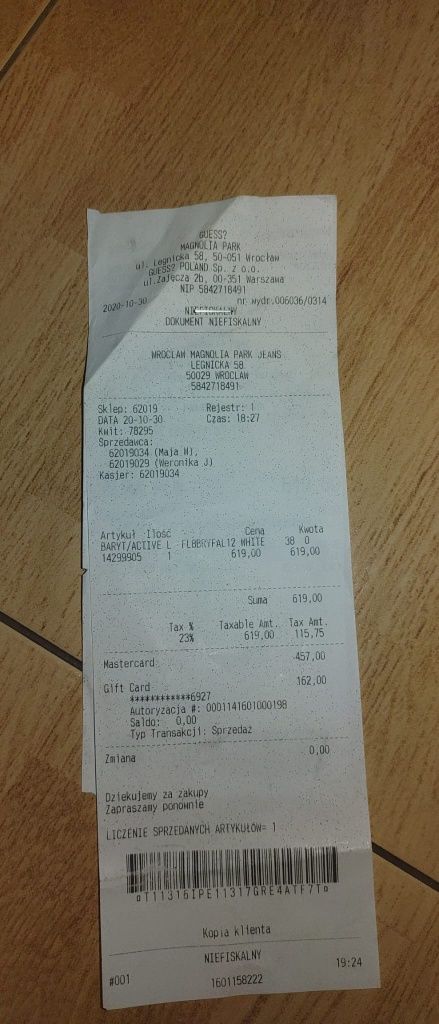 GUESS?
MAGNOLIA PARK
ul. Legnicka 58, 50-051 Wrocław
GUESS? POLAND Sp. z o.o.
ul.Zajęcza 2b, 00-351 Warszawa
NIP 5842718491
2020-10-30 nr wydr.006036/0314
NIEFISKALNY
DOKUMENT NIEFISKALNY
WROCLAW MAGNOLIA PARK JEANS
LEGNICKA 58
50029 WROCLAW
5842718491
Sklep: 62019 Rejestr: 1
DATA 20-10-30 Czas: 18:27
Kwit: 78295
Sprzedawca:
62019034 (Maja W),
62019029 (Weronika J)
Kasjer: 62019034
Artykuł Ilość Cena Kwota
BARYT/ACTIVE L -FL8BRYFAL12 WHITE 38 0
14299905 1 619,00 619,00
Suma 619,00
Tax % Taxable Amt. Tax Amt.
23% 619,00 115,75
Mastercard 457,00
Gift Card 162,00
************6927
Autoryzacja #: 0001141601000198
Saldo: 0,00
Typ Transakcji: Sprzedaż
Zmiana 0,00
Dziekujemy za zakupy
Zapraszamy ponownie
LICZENIE SPRZEDANYCH ARTYKUŁÓW= 1
Kopia klienta
NIEFISKALNY
#001 1601158222 19:24